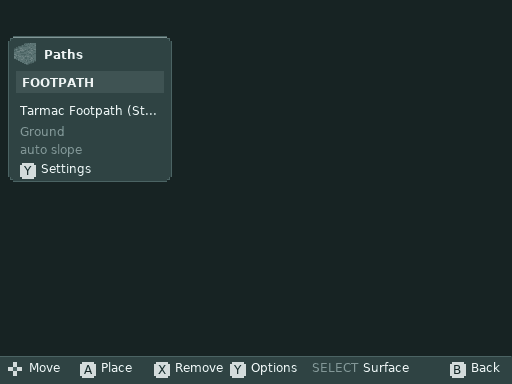 Paths
FOOTPATH
Tarmac Footpath (St...
Ground
auto slope
Y Settings
Move A Place X Remove Y Options SELECT Surface B Back